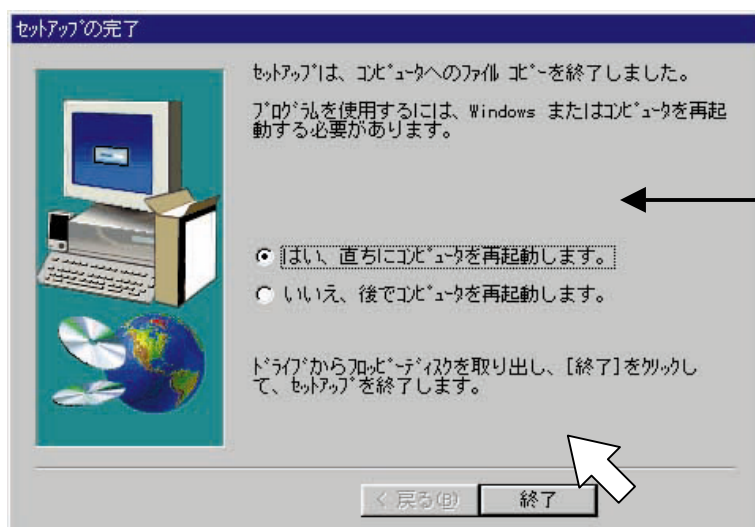 セットアップの完了
セットアップは、コンピュータへのファイル コピーを終了しました。
プログラムを使用するには、Windows またはコンピュータを再起
動する必要があります。
はい、直ちにコンピュータを再起動します。
いいえ、後でコンピュータを再起動します。
ドライブからフロッピーディスクを取り出し、[終了]をクリックし
て、セットアップを終了します。
< 戻る(B)
終了